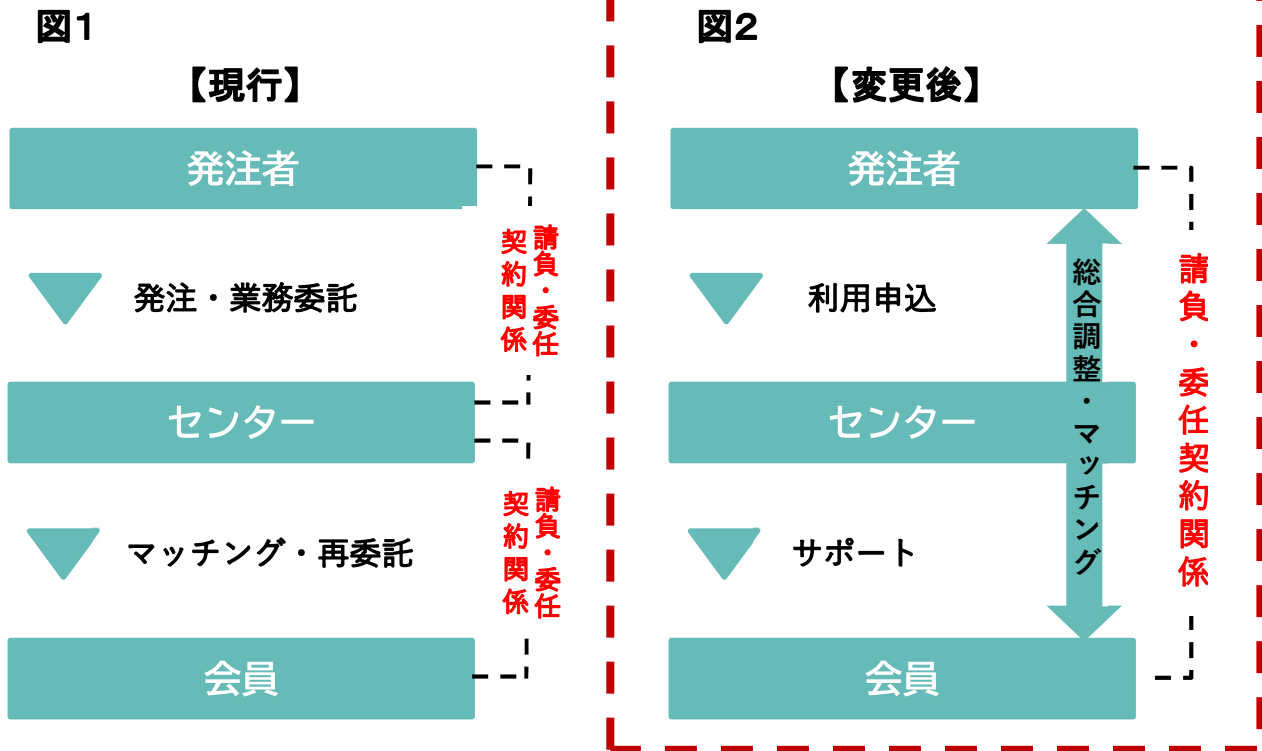 図1
【現行】
発注者
発注・業務委託
請負・委任
契約関係
センター
マッチング・再委託
請負・委任
契約関係
会員
図2
【変更後】
発注者
利用申込
総合調整・マッチング
請負・委任契約関係
センター
サポート
会員